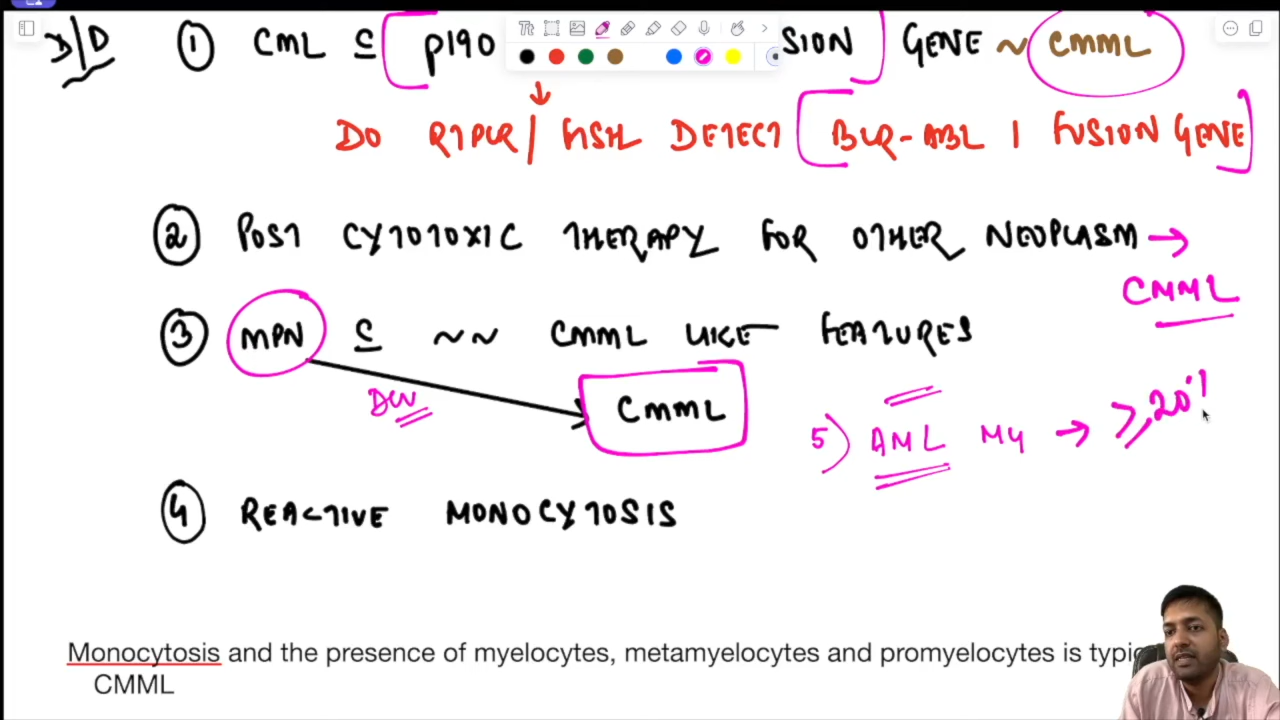 D/D ① CML C̲ [p190 SION] GENE ~ CMML
DO RTPCR/ FISH DETECT [BCR-ABL 1 FUSION GENE]
② POST CYTOTOXIC THERAPY FOR OTHER NEOPLASM →
CMML
③ MPN C̲ ~~ CMML LIKE FEATURES
Dev
CMML
5) AML My → ≥20%
④ REACTIVE MONOCYTOSIS
Monocytosis and the presence of myelocytes, metamyelocytes and promyelocytes is
CMML